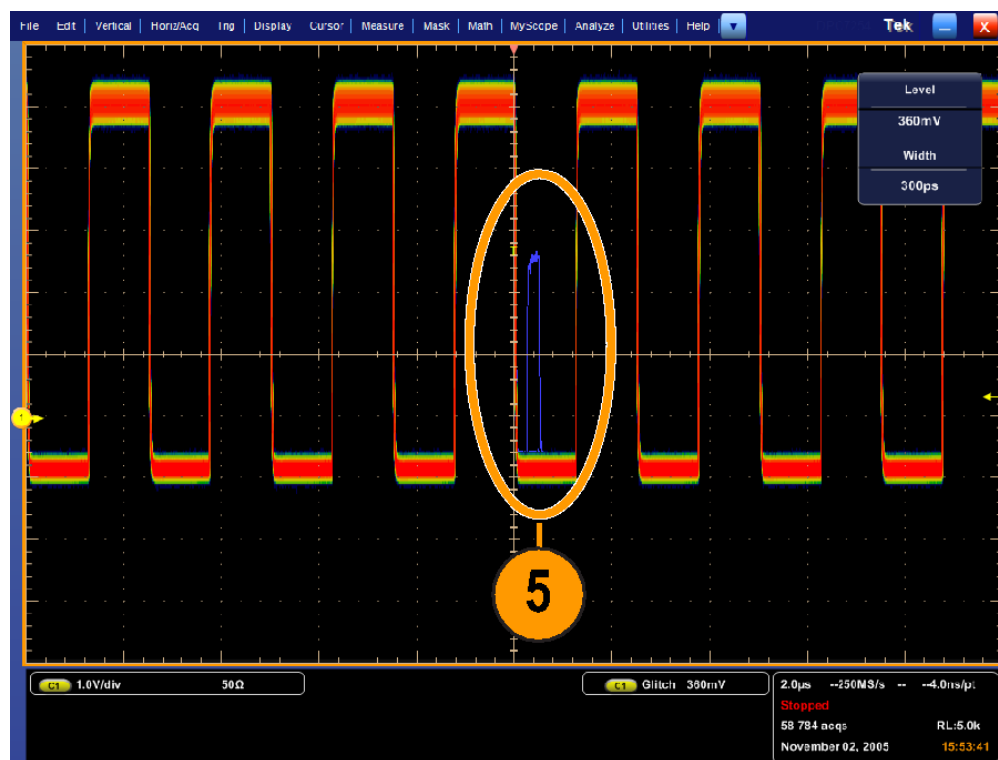 File Edit Vertical Horiz/Acq Trig Display Cursor Measure Mask Math MyScope Analyze Utilities Help Tek X
Level
360mV
Width
300ps
1
5
C1 1.0V/div 50Ω
C1 Glitch 360mV
2.0µs --250MS/s -- --4.0ns/pt
Stopped
58 784 acqs RL:5.0k
November 02, 2005 15:53:41